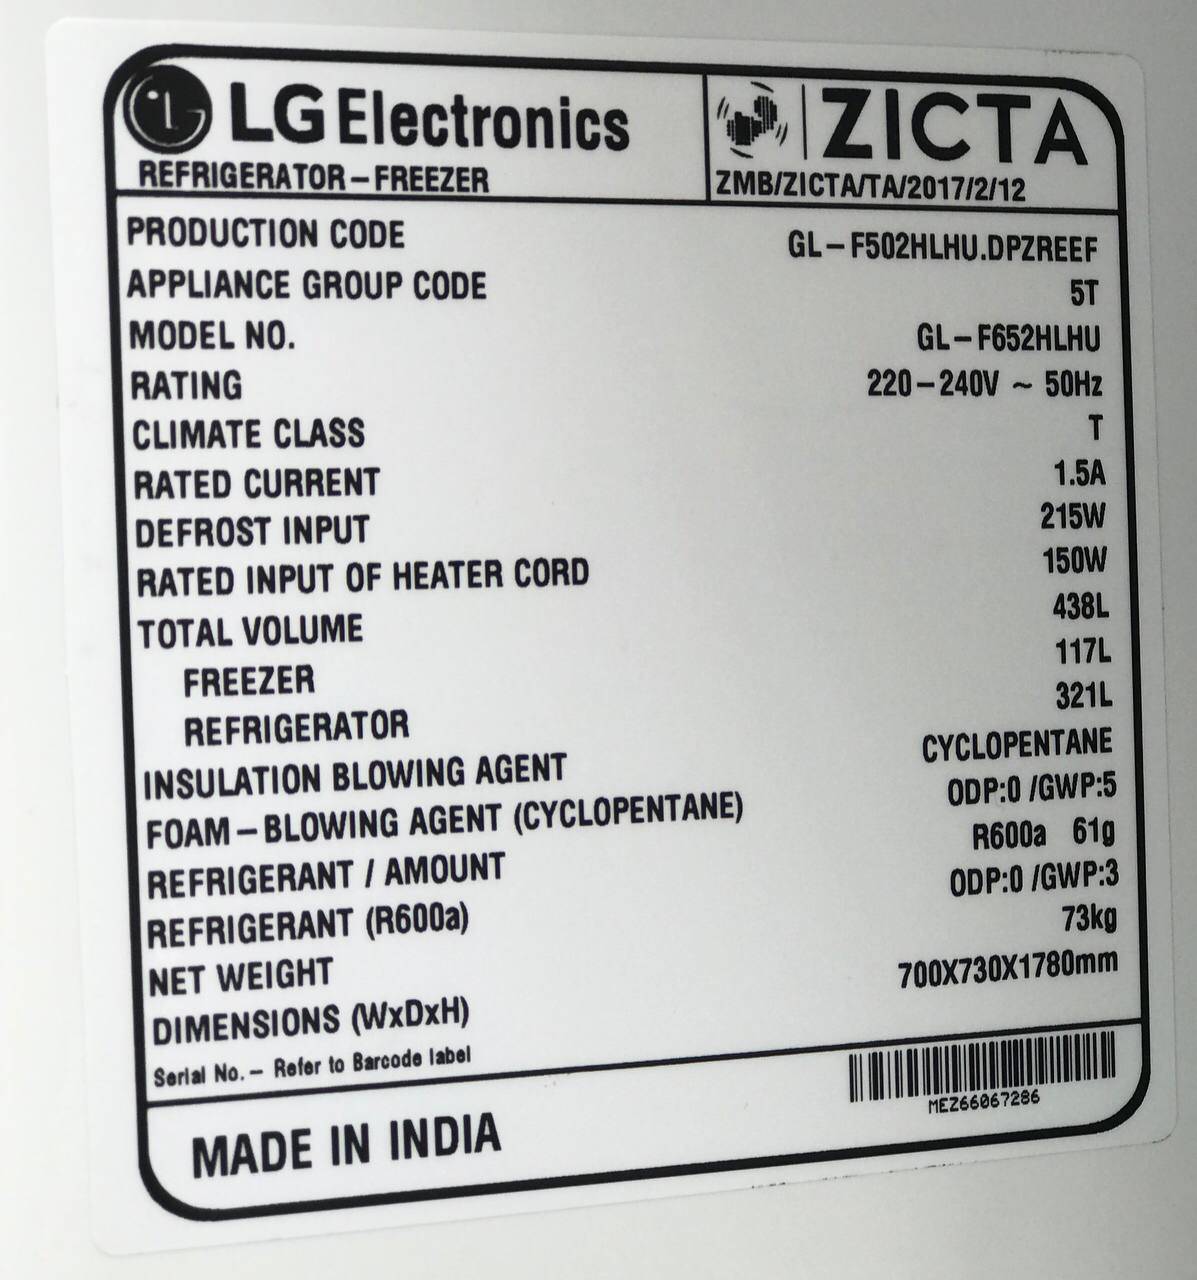 LG Electronics
REFRIGERATOR-FREEZER
ZICTA
ZMB/ZICTA/TA/2017/2/12
PRODUCTION CODE GL-F502HLHU.DPZREEF
APPLIANCE GROUP CODE 5T
MODEL NO. GL-F652HLHU
RATING 220-240V ~ 50Hz
CLIMATE CLASS T
RATED CURRENT 1.5A
DEFROST INPUT 215W
RATED INPUT OF HEATER CORD 150W
TOTAL VOLUME 438L
FREEZER 117L
REFRIGERATOR 321L
INSULATION BLOWING AGENT CYCLOPENTANE
FOAM-BLOWING AGENT (CYCLOPENTANE) ODP:0 /GWP:5
REFRIGERANT / AMOUNT R600a 61g
REFRIGERANT (R600a) ODP:0 /GWP:3
NET WEIGHT 73kg
DIMENSIONS (WxDxH) 700X730X1780mm
Serial No.- Refer to Barcode label
MEZ66067286
MADE IN INDIA